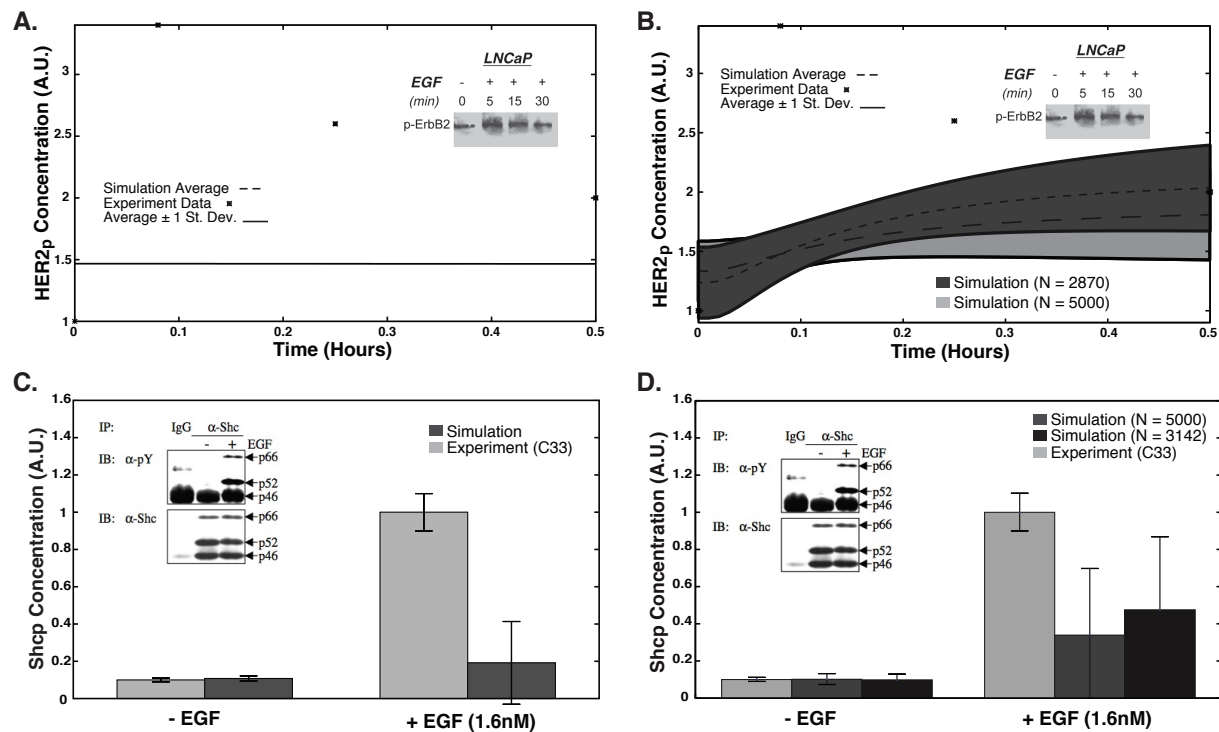 A.
HER2p Concentration (A.U.)
3
2.5
2
1.5
1
0
0.1
0.2
0.3
0.4
0.5
Time (Hours)
LNCaP
EGF - + + +
(min) 0 5 15 30
p-ErbB2
Simulation Average
Experiment Data
Average ± 1 St. Dev.
B.
HER2p Concentration (A.U.)
3
2.5
2
1.5
1
0
0.1
0.2
0.3
0.4
0.5
Time (Hours)
Simulation Average
Experiment Data
Average ± 1 St. Dev.
LNCaP
EGF - + + +
(min) 0 5 15 30
p-ErbB2
Simulation (N = 2870)
Simulation (N = 5000)
C.
Shcp Concentration (A.U.)
1.6
1.4
1.2
1
0.8
0.6
0.4
0.2
0
IP: IgG α-Shc
- + EGF
IB: α-pY
p66
p52
p46
IB: α-Shc
p66
p52
p46
Simulation
Experiment (C33)
- EGF
+ EGF (1.6nM)
D.
Shcp Concentration (A.U.)
1.6
1.4
1.2
1
0.8
0.6
0.4
0.2
0
IP: IgG α-Shc
- + EGF
IB: α-pY
p66
p52
p46
IB: α-Shc
p66
p52
p46
Simulation (N = 5000)
Simulation (N = 3142)
Experiment (C33)
- EGF
+ EGF (1.6nM)